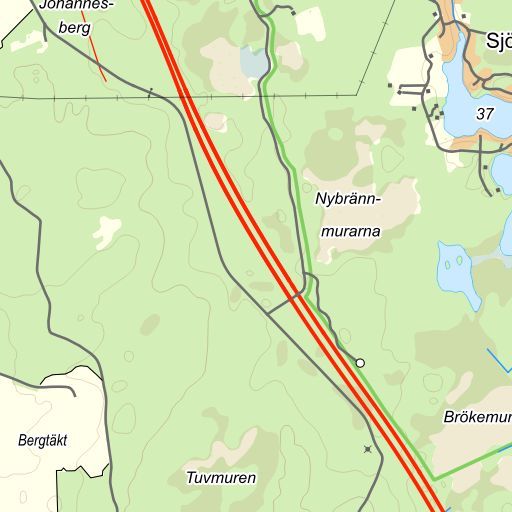 Johannes-
berg
Sjö
37
Nybränn-
murarna
Brökemur
Bergtäkt
Tuvmuren